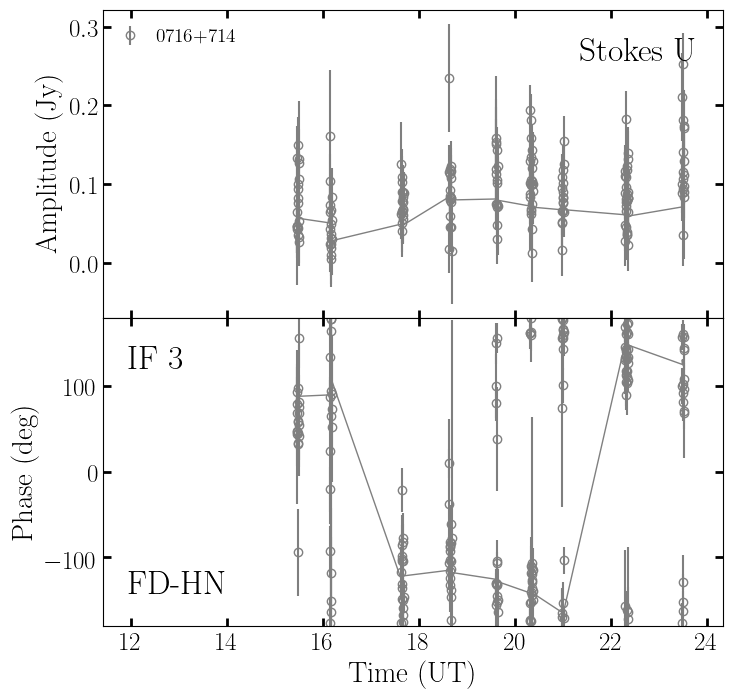 0.3
0716+714
Stokes U
0.2
Amplitude (Jy)
0.1
0.0
IF 3
100
Phase (deg)
0
−100
FD-HN
12 14 16 18 20 22 24
Time (UT)